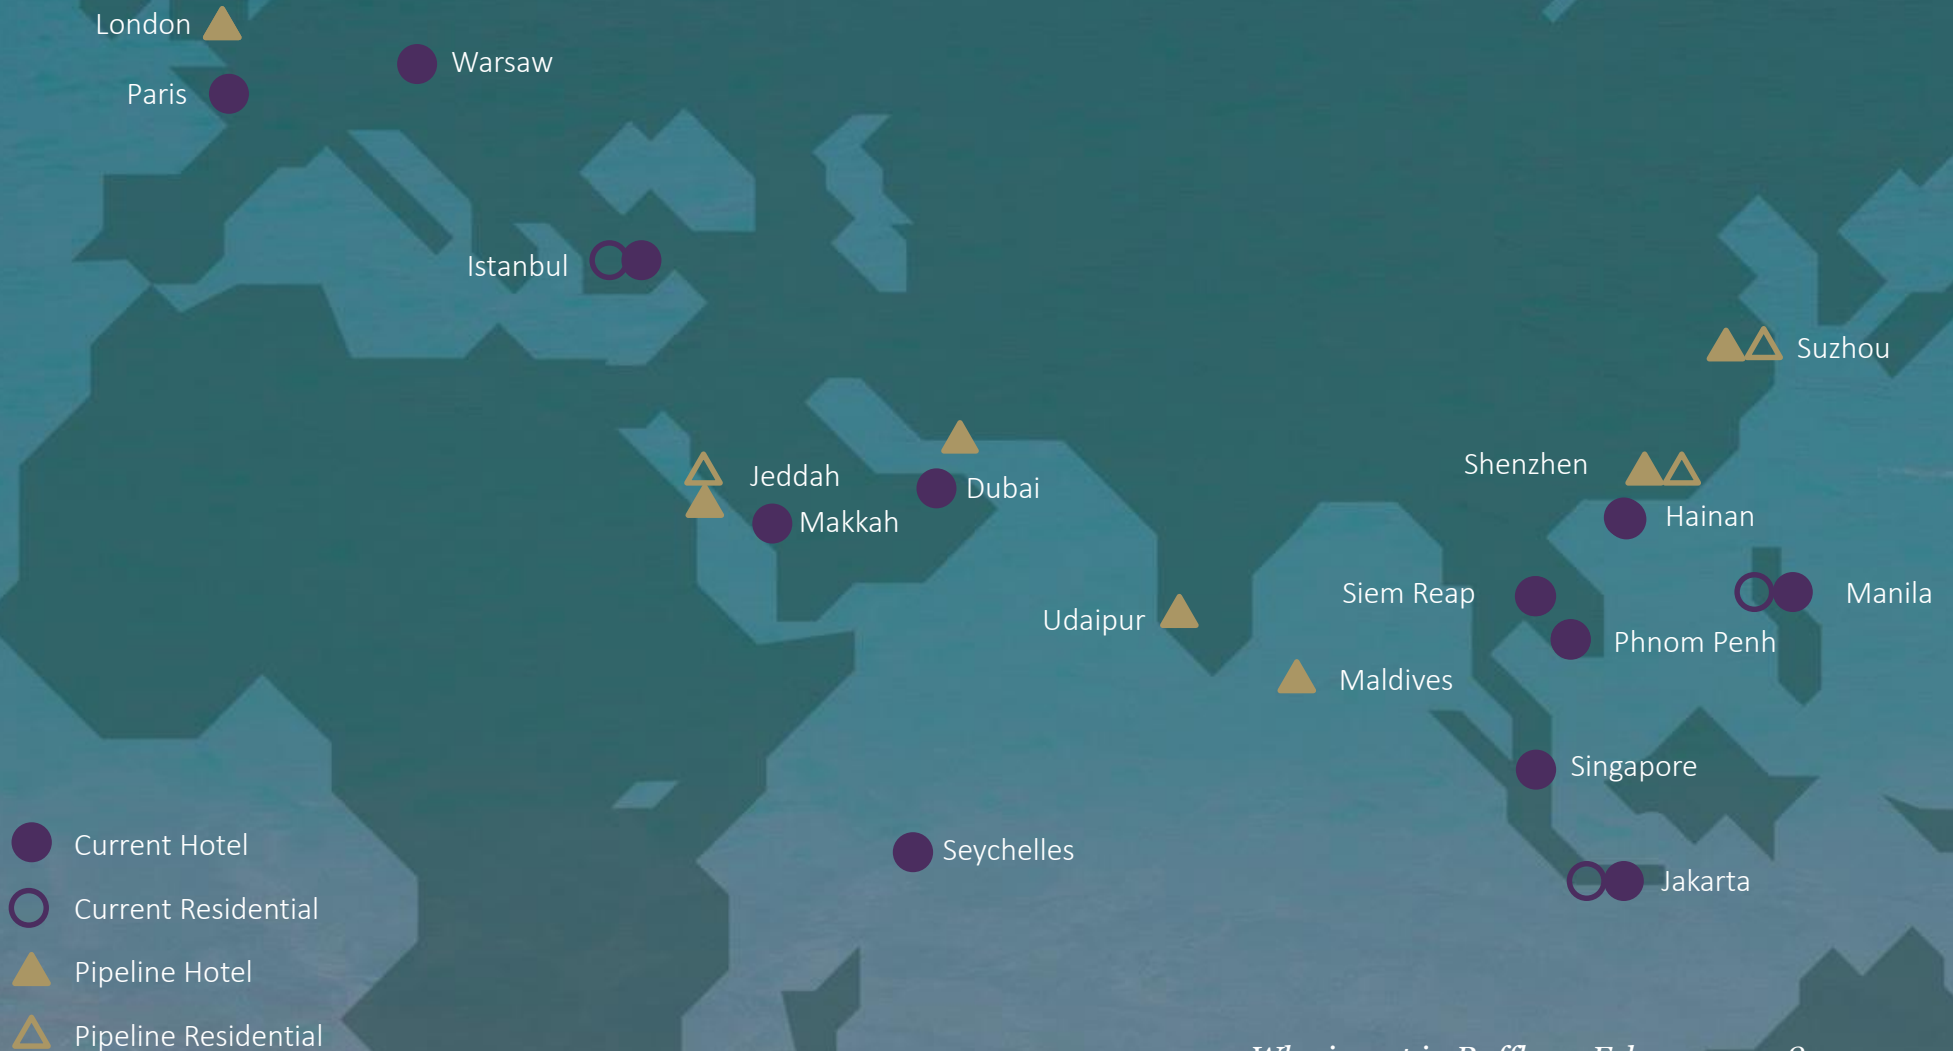 London
Warsaw
Paris
Istanbul
Suzhou
Shenzhen
Jeddah
Dubai
Makkah
Hainan
Siem Reap
Manila
Udaipur
Phnom Penh
Maldives
Singapore
Seychelles
Jakarta
Current Hotel
Current Residential
Pipeline Hotel
Pipeline Residential